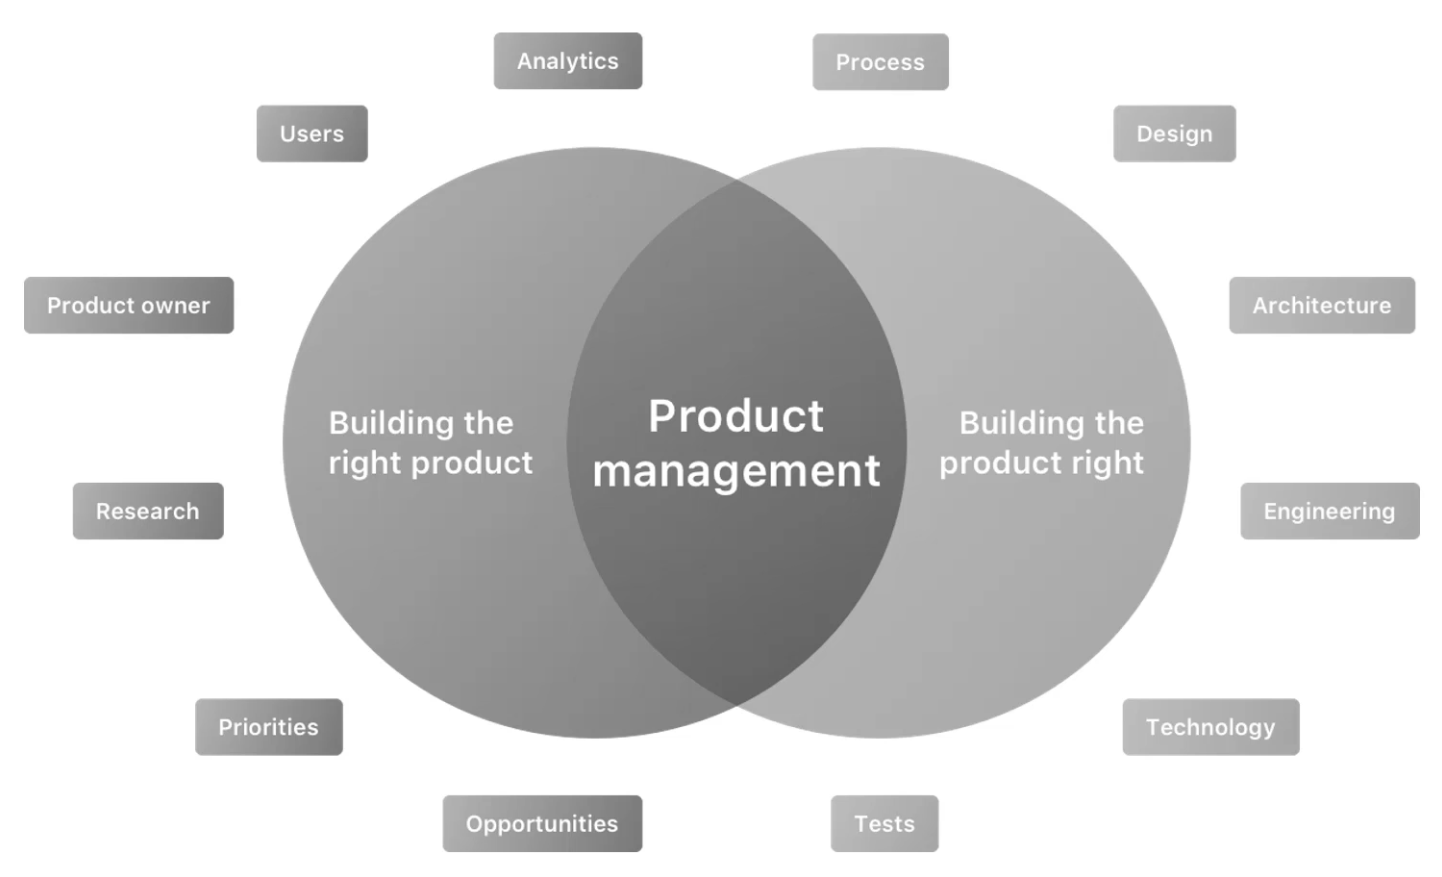 Analytics
Process
Users
Design
Product owner
Architecture
Building the
right product
Product
management
Building the
product right
Research
Engineering
Priorities
Technology
Opportunities
Tests